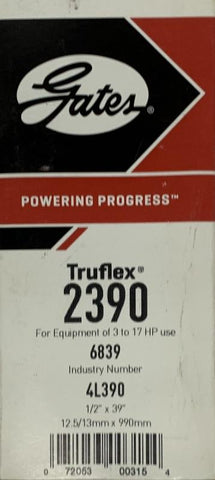 Gates®
POWERING PROGRESS™
Truflex®
2390
For Equipment of 3 to 17 HP use
6839
Industry Number
4L390
1/2" x 39"
12.5/13mm x 990mm
0 72053 00315 4